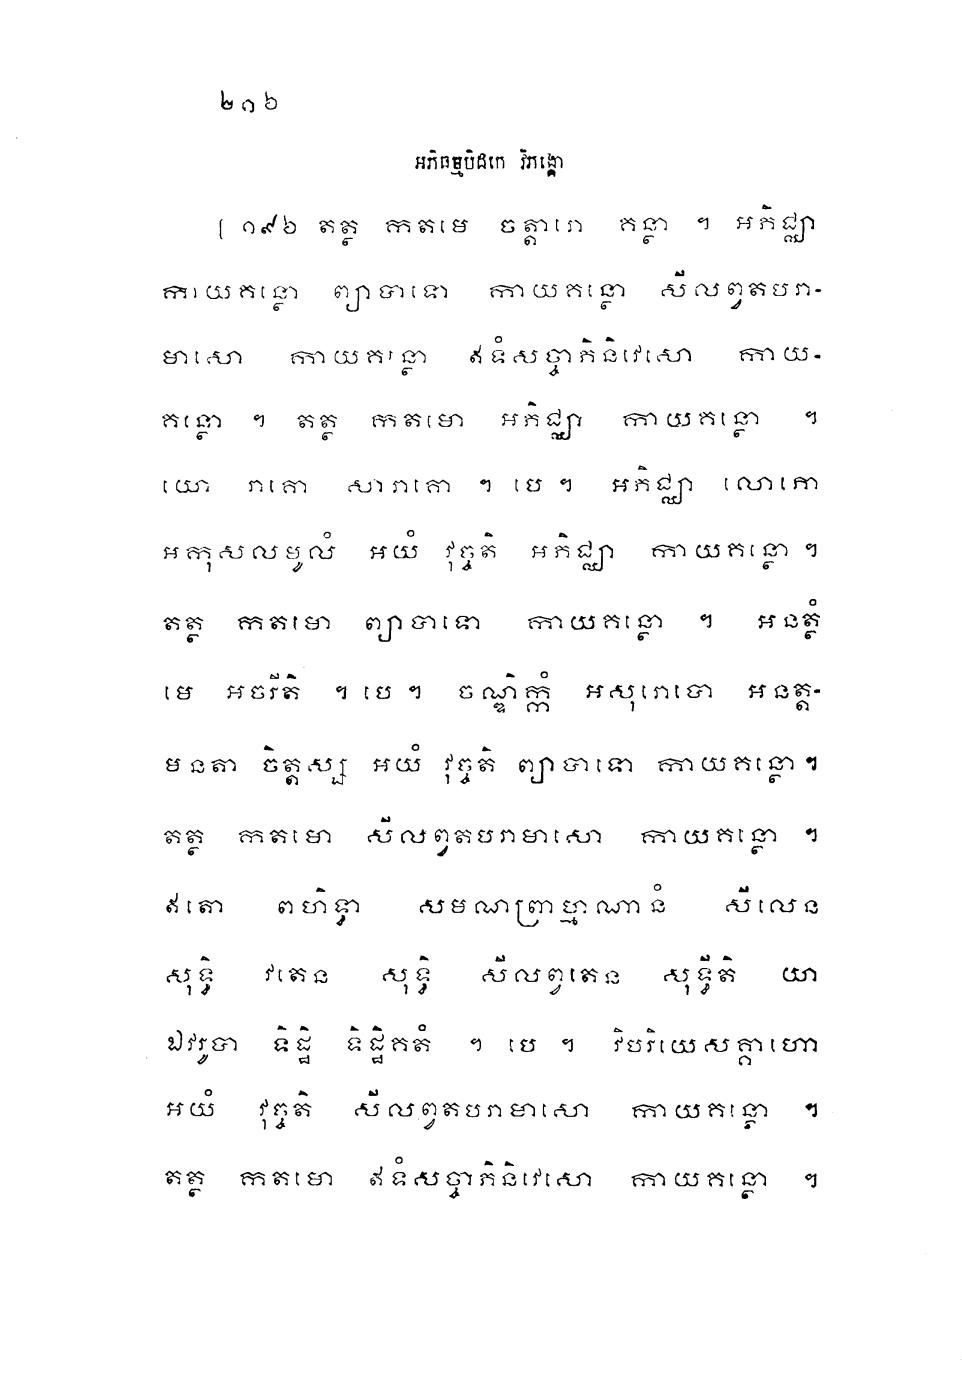 ២១៦
អភិធម្មបិដកេ វិភង្គោ
[ ១៩៦ តត្ថ កតមេ ចត្តារោ គន្ថា ។ អភិជ្ឈា
កាយគន្ថោ ព្យាបាទោ កាយគន្ថោ សីលព្វតបរា-
មាសោ កាយគន្ថោ ឥទំសច្ចាភិនិវេសោ កាយ-
គន្ថោ ។ តត្ថ កតមោ អភិជ្ឈា កាយគន្ថោ ។
យោ រាគោ សារាគោ ។ បេ ។ អភិជ្ឈា លោភោ
អកុសលមូលំ អយំ វុច្ចតិ អភិជ្ឈា កាយគន្ថោ ។
តត្ថ កតមោ ព្យាបាទោ កាយគន្ថោ ។ អនត្ថំ
មេ អចរីតិ ។ បេ ។ ចណ្ឌិក្កំ អសុរោបោ អនត្ត-
មនតា ចិត្តស្ស អយំ វុច្ចតិ ព្យាបាទោ កាយគន្ថោ ។
តត្ថ កតមោ សីលព្វតបរាមាសោ កាយគន្ថោ ។
ឥតោ ពហិទ្ធា សមណព្រាហ្មណានំ សីលេន
សុទ្ធិ វតេន សុទ្ធិ សីលព្វតេន សុទ្ធីតិ យា
ឯវរូបា ទិដ្ឋិ ទិដ្ឋិគតំ ។ បេ ។ វិបរិយេសគ្គាហោ
អយំ វុច្ចតិ សីលព្វតបរាមាសោ កាយគន្ថោ ។
តត្ថ កតមោ ឥទំសច្ចាភិនិវេសោ កាយគន្ថោ ។